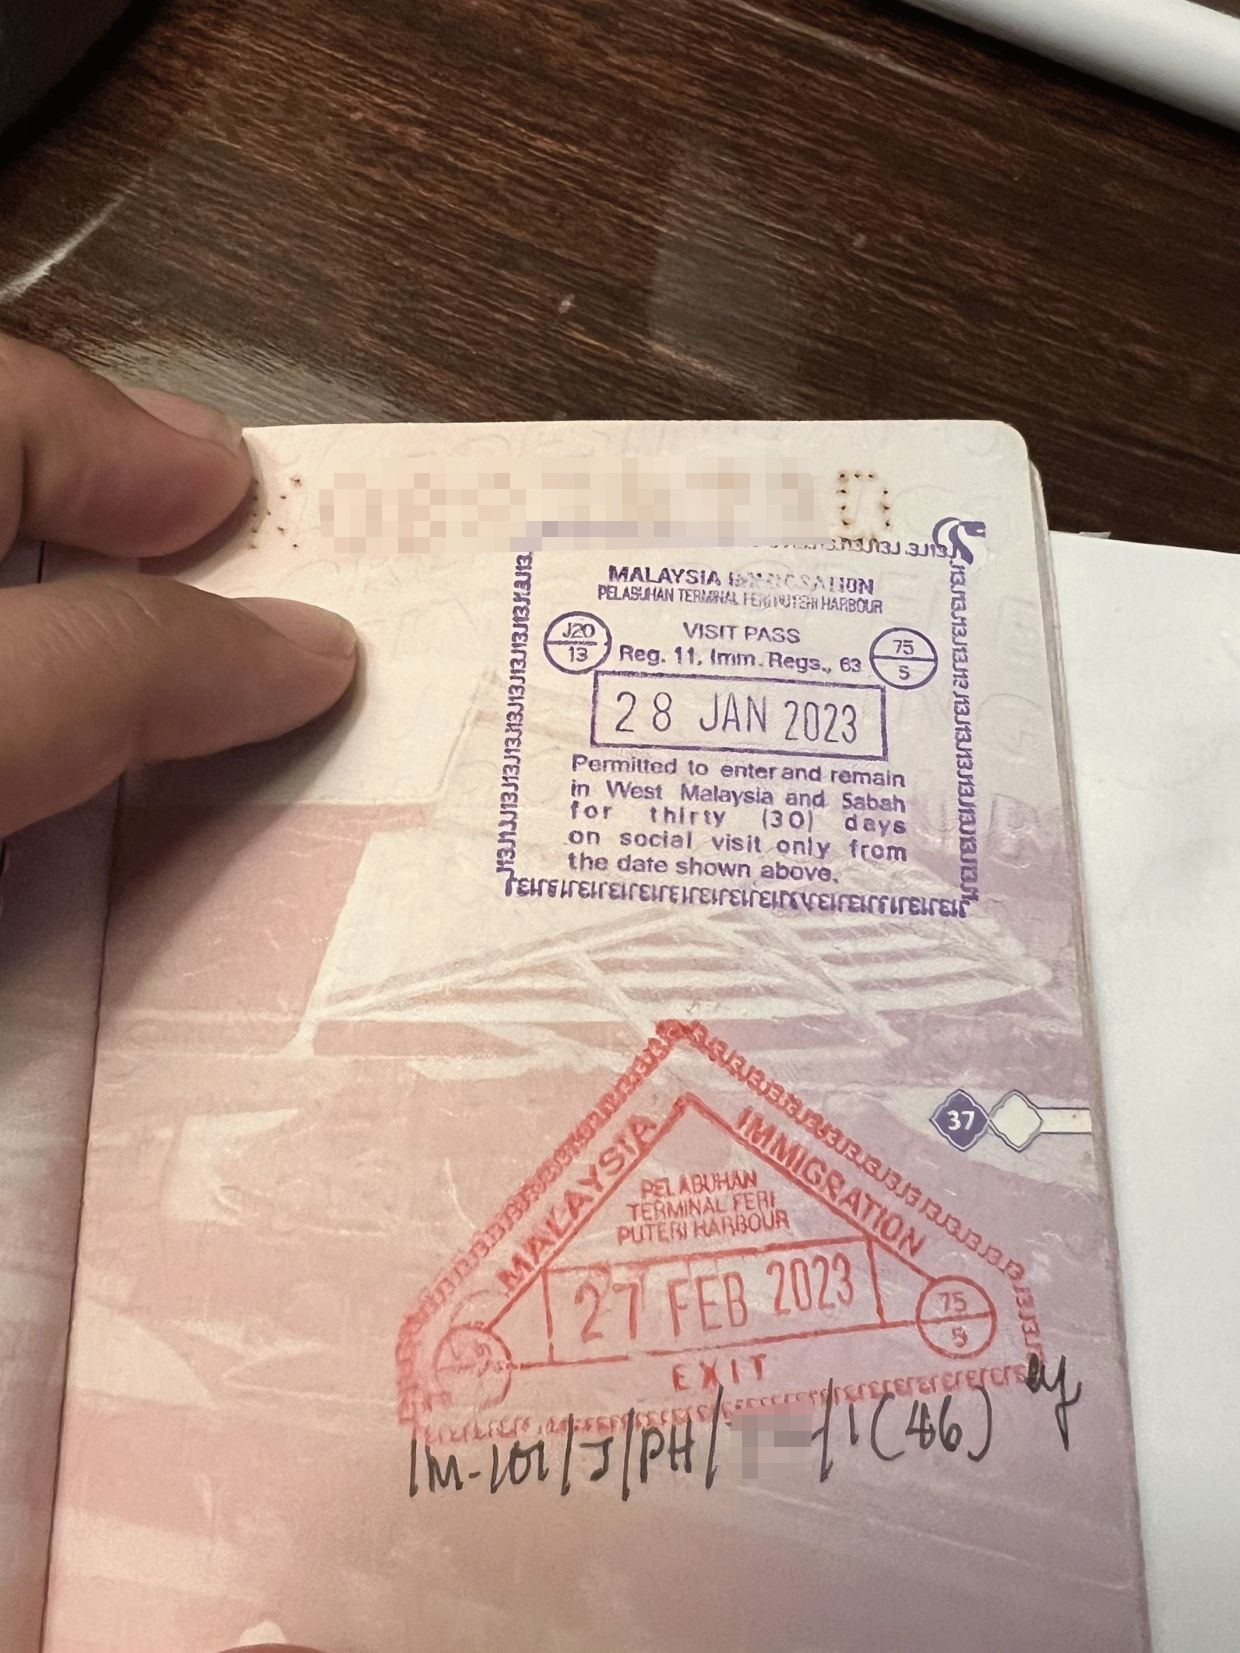 MALAYSIA IMMIGRATION
PELABUHAN TERMINAL FERI PUTERI HARBOUR
VISIT PASS
J20
13
Reg. 11, Imm. Regs., 63
75
5
28 JAN 2023
Permitted to enter and remain
in West Malaysia and Sabah
for thirty (30) days
on social visit only from
the date shown above.
37
MALAYSIA IMMIGRATION
PELABUHAN
TERMINAL FERI
PUTERI HARBOUR
27 FEB 2023
75
5
EXIT
IM-101/J/PH/
/1(46)